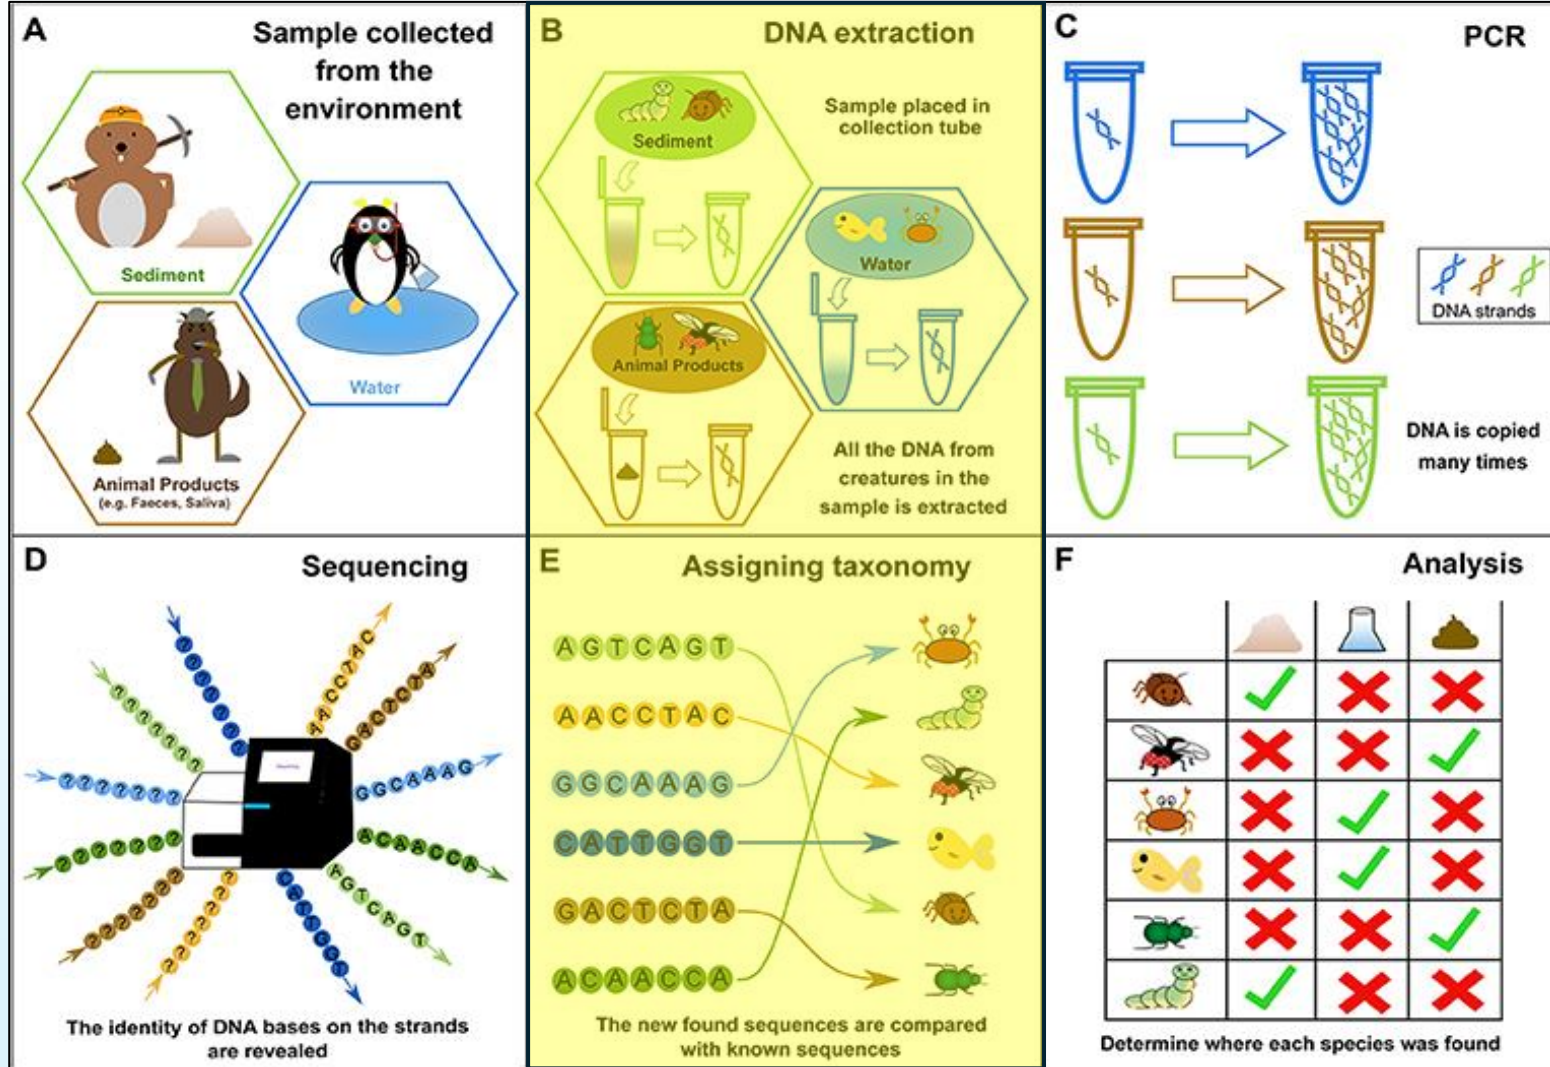 A
Sample collected
from the
environment
Sediment
Water
Animal Products
(e.g. Faeces, Saliva)
B
DNA extraction
Sample placed in
collection tube
Sediment
Water
Animal Products
All the DNA from
creatures in the
sample is extracted
C
PCR
DNA strands
DNA is copied
many times
D
Sequencing
???????
???????
???????
???????
???????
???????
AACCTAC
GACTCTA
GGCAAAG
ACAACCA
AGTCAGT
CATTGGT
The identity of DNA bases on the strands
are revealed
E
Assigning taxonomy
AGTCAGT
AACCTAC
GGCAAAG
CATTGGT
GACTCTA
ACAACCA
The new found sequences are compared
with known sequences
F
Analysis
Determine where each species was found